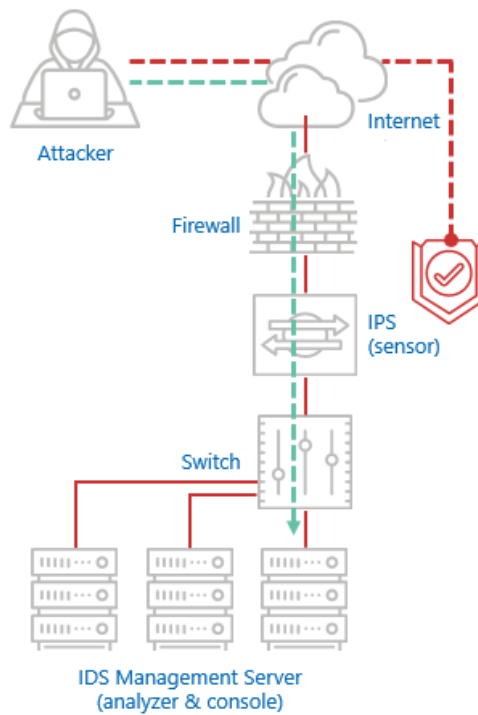 Attacker
Internet
Firewall
IPS
(sensor)
Switch
IDS Management Server
(analyzer & console)